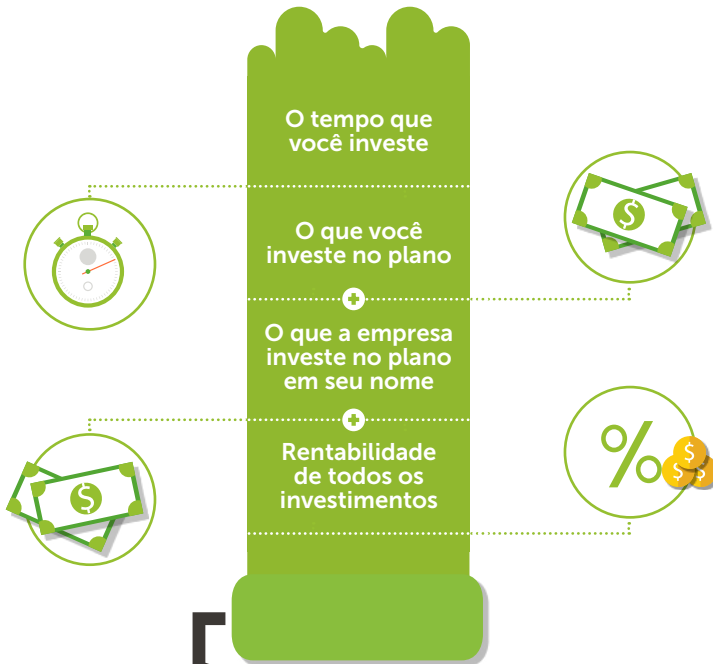 O tempo que
você investe
O que você
investe no plano
O que a empresa
investe no plano
em seu nome
Rentabilidade
de todos os
investimentos
$
$
%
$
$
$